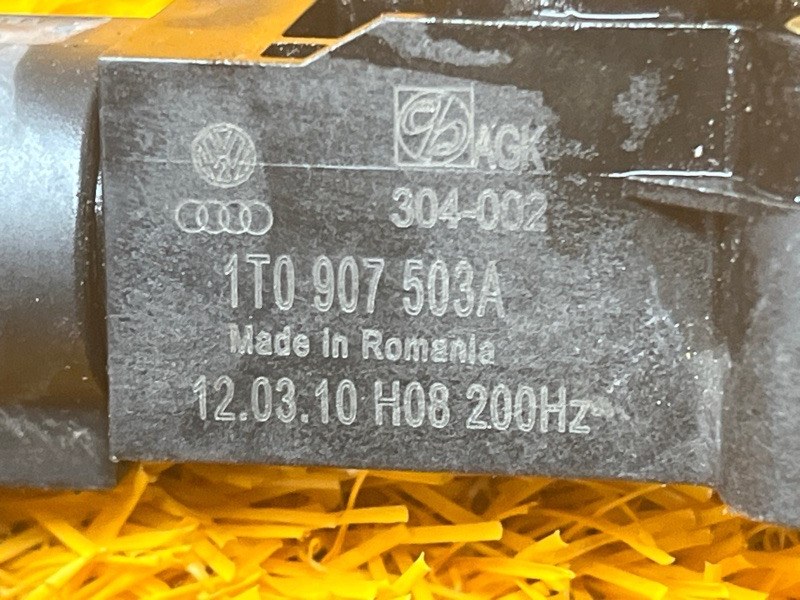 AGK
304-002
1T0 907 503A
Made in Romania
12.03.10 H08 200Hz